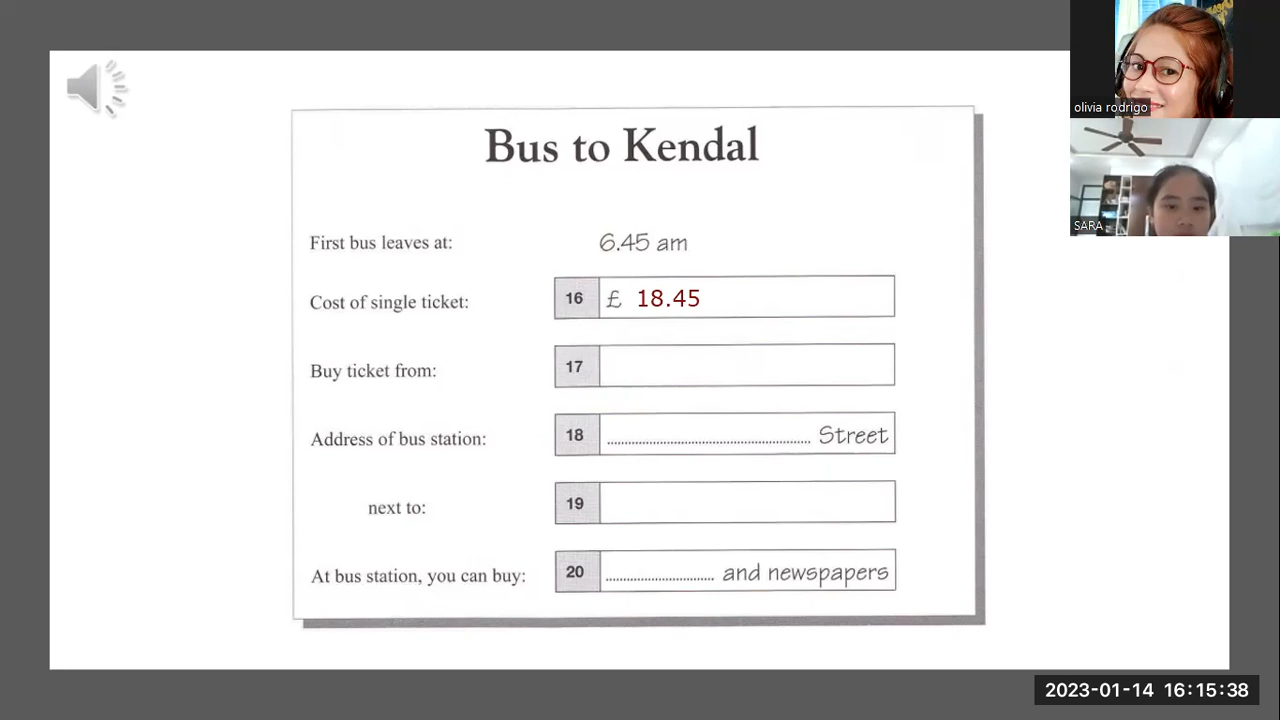 Bus to Kendal
First bus leaves at: 6.45 am
Cost of single ticket: 16 £ 18.45
Buy ticket from: 17
Address of bus station: 18 ........................................ Street
next to: 19
At bus station, you can buy: 20 ........................ and newspapers
olivia rodrigo
SARA
2023-01-14 16:15:38